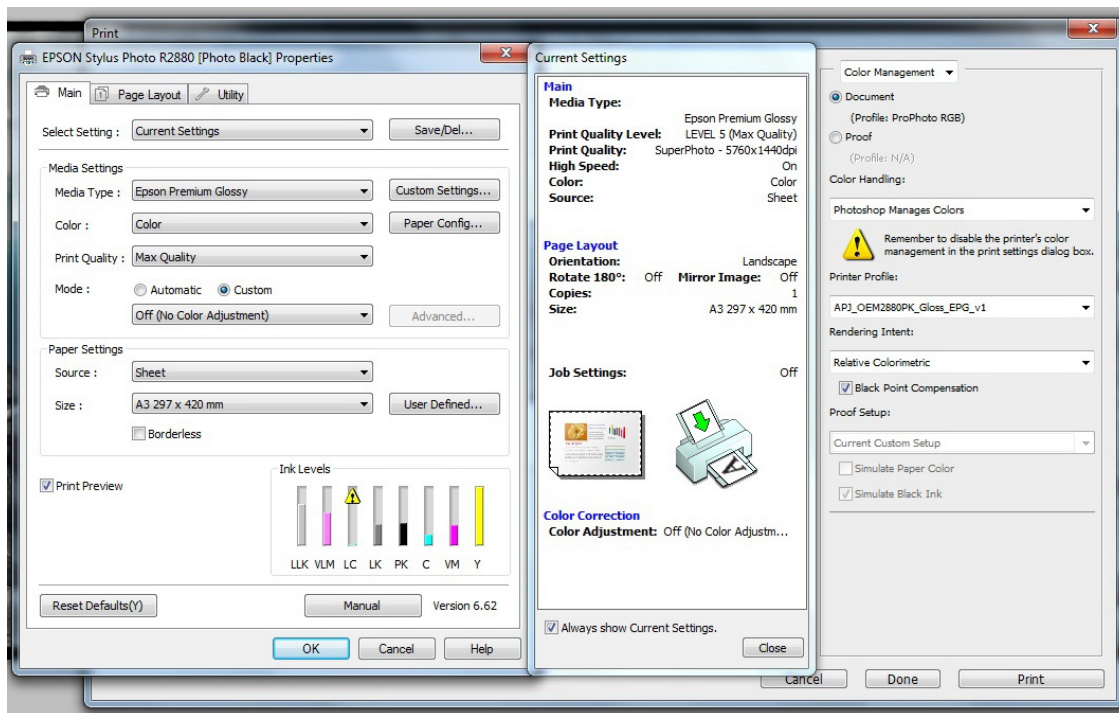 Print
EPSON Stylus Photo R2880 [Photo Black] Properties
Main
Page Layout
Utility
Select Setting :
Current Settings
Save/Del...
Media Settings
Media Type :
Epson Premium Glossy
Custom Settings...
Color :
Color
Paper Config...
Print Quality :
Max Quality
Mode :
Automatic
Custom
Off (No Color Adjustment)
Advanced...
Paper Settings
Source :
Sheet
Size :
A3 297 x 420 mm
User Defined...
Borderless
Print Preview
Ink Levels
LLK VLM LC LK PK C VM Y
Reset Defaults(Y)
Manual
Version 6.62
OK
Cancel
Help
Current Settings
Main
Media Type:
Epson Premium Glossy
Print Quality Level: LEVEL 5 (Max Quality)
Print Quality: SuperPhoto - 5760x1440dpi
High Speed: On
Color: Color
Source: Sheet
Page Layout
Orientation: Landscape
Rotate 180°: Off Mirror Image: Off
Copies: 1
Size: A3 297 x 420 mm
Job Settings: Off
A
Color Correction
Color Adjustment: Off (No Color Adjustm...
Always show Current Settings.
Close
Color Management
Document
(Profile: ProPhoto RGB)
Proof
(Profile: N/A)
Color Handling:
Photoshop Manages Colors
Remember to disable the printer's color
management in the print settings dialog box.
Printer Profile:
APJ_OEM2880PK_Gloss_EPG_v1
Rendering Intent:
Relative Colorimetric
Black Point Compensation
Proof Setup:
Current Custom Setup
Simulate Paper Color
Simulate Black Ink
Cancel
Done
Print